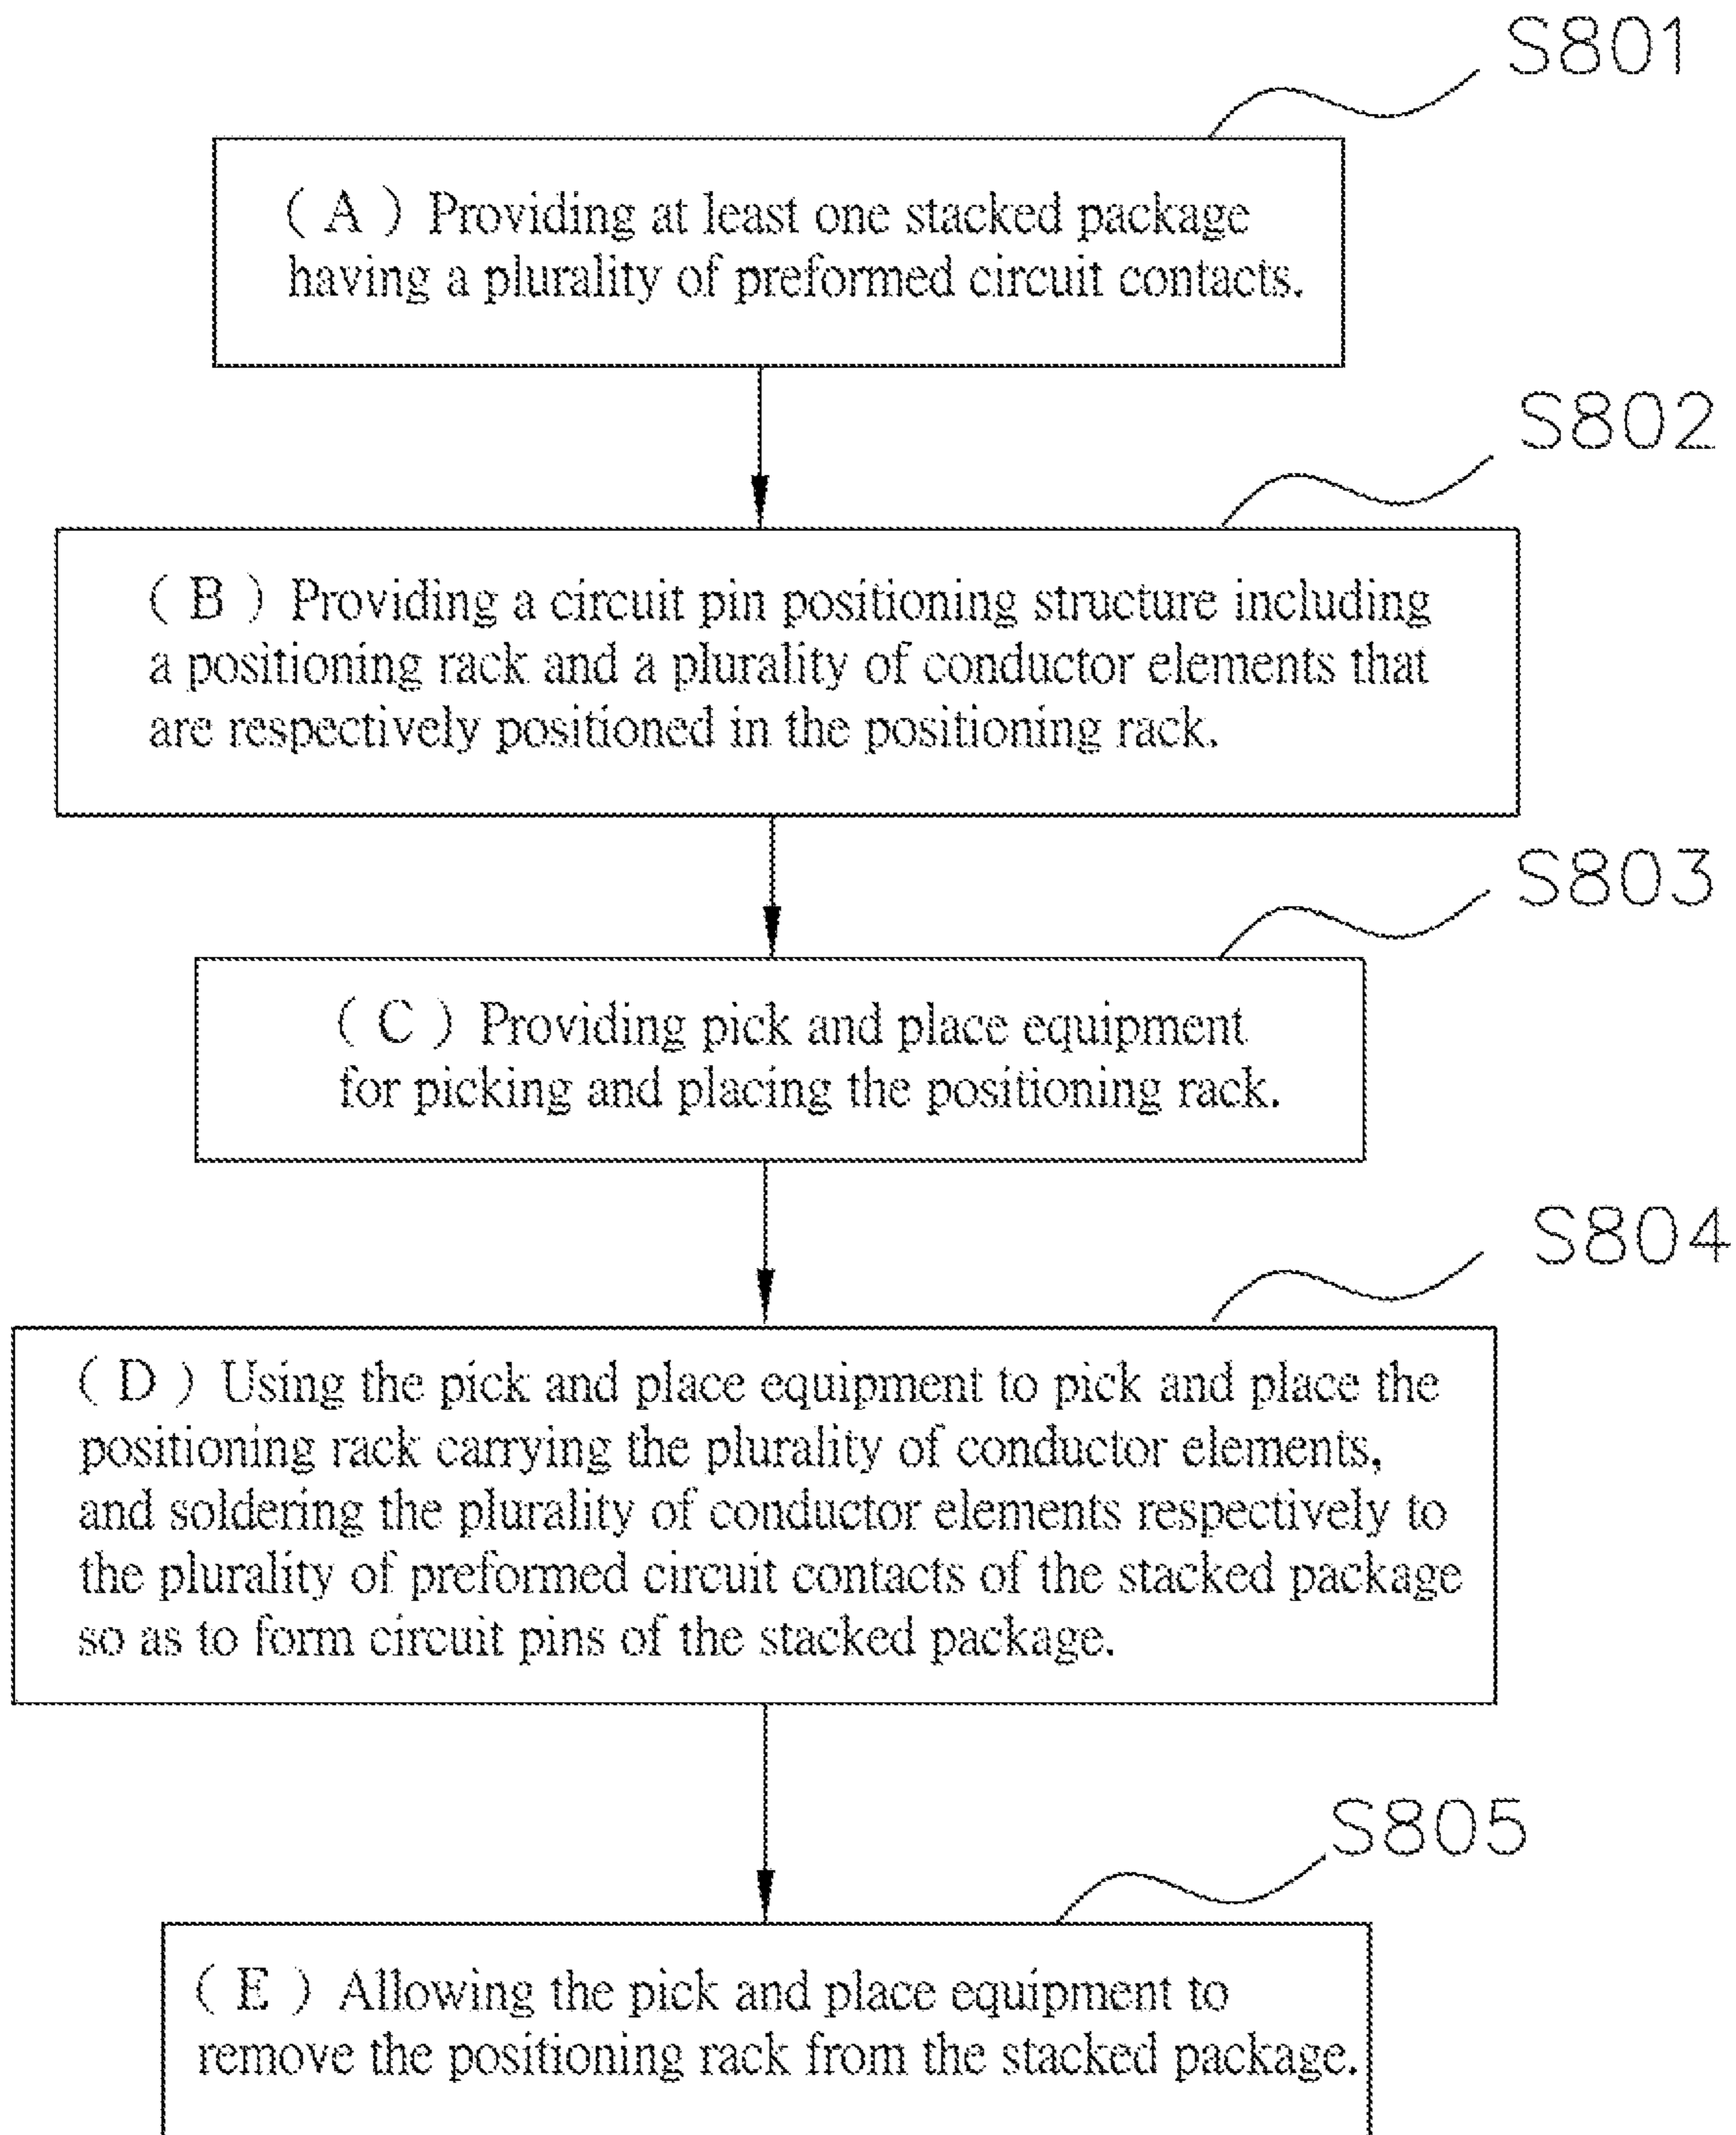 S801
( A ) Providing at least one stacked package
having a plurality of preformed circuit contacts.
S802
( B ) Providing a circuit pin positioning structure including
a positioning rack and a plurality of conductor elements that
are respectively positioned in the positioning rack.
S803
( C ) Providing pick and place equipment
for picking and placing the positioning rack.
S804
( D ) Using the pick and place equipment to pick and place the
positioning rack carrying the plurality of conductor elements,
and soldering the plurality of conductor elements respectively to
the plurality of preformed circuit contacts of the stacked package
so as to form circuit pins of the stacked package.
S805
( E ) Allowing the pick and place equipment to
remove the positioning rack from the stacked package.